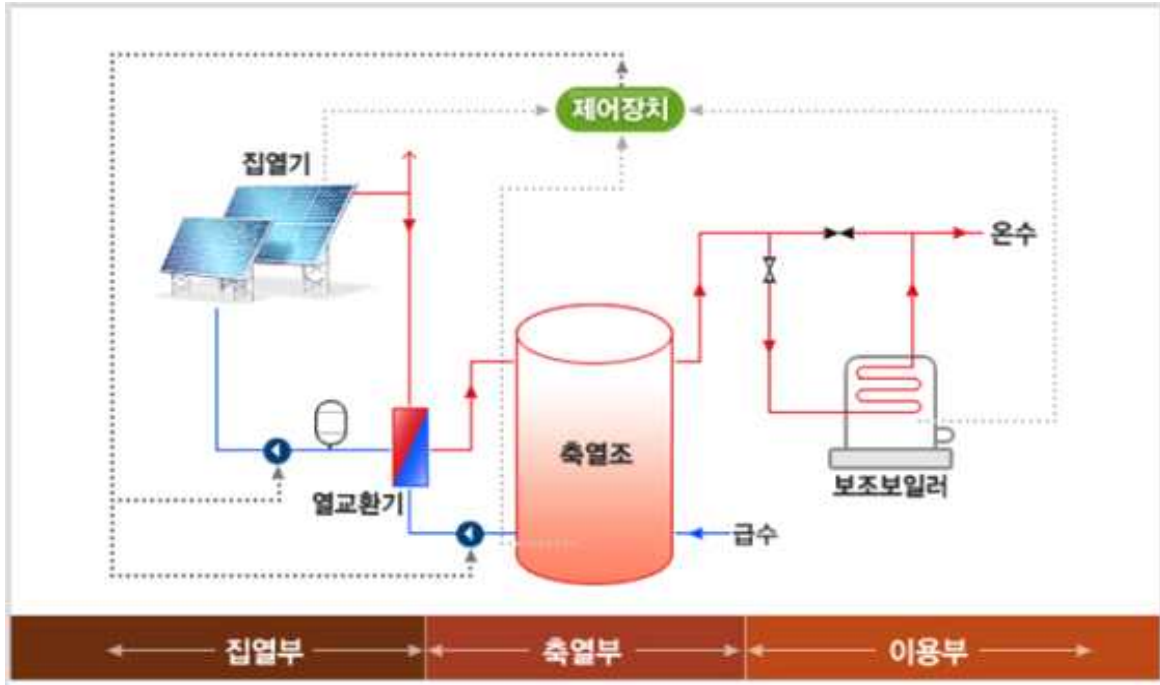 제어장치
집열기
온수
축열조
보조보일러
열교환기
급수
집열부
축열부
이용부